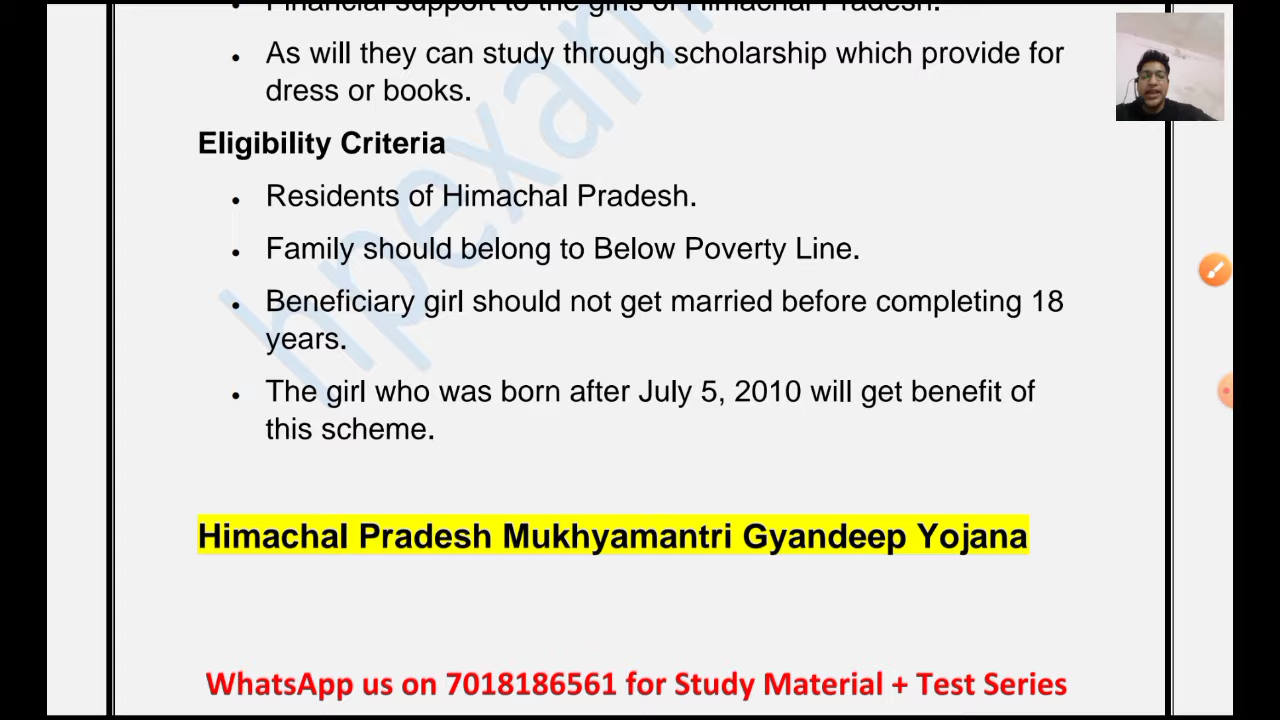 Financial support to the girls of Himachal Pradesh.
• As will they can study through scholarship which provide for
dress or books.
Eligibility Criteria
• Residents of Himachal Pradesh.
• Family should belong to Below Poverty Line.
• Beneficiary girl should not get married before completing 18
years.
• The girl who was born after July 5, 2010 will get benefit of
this scheme.
Himachal Pradesh Mukhyamantri Gyandeep Yojana
WhatsApp us on 7018186561 for Study Material + Test Series
hpexam